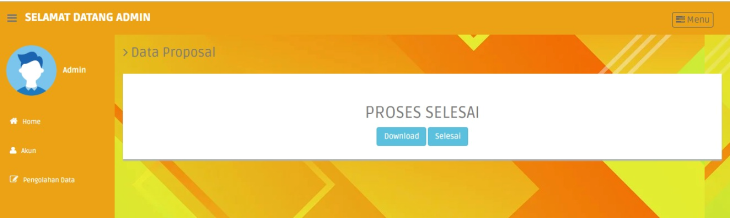 SELAMAT DATANG ADMIN
Menu
Admin
> Data Proposal
Home
Akun
Pengolahan Data
PROSES SELESAI
Download Selesai